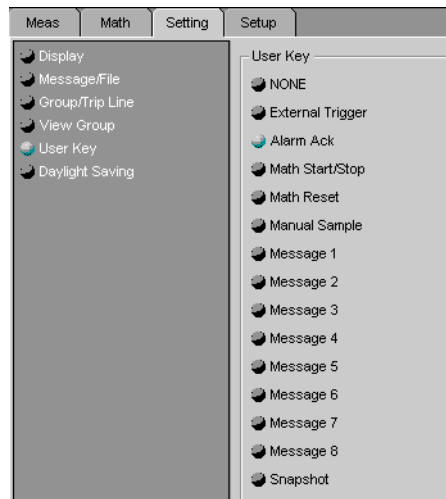 Meas Math Setting Setup
Display
Message/File
Group/Trip Line
View Group
User Key
Daylight Saving
User Key
NONE
External Trigger
Alarm Ack
Math Start/Stop
Math Reset
Manual Sample
Message 1
Message 2
Message 3
Message 4
Message 5
Message 6
Message 7
Message 8
Snapshot